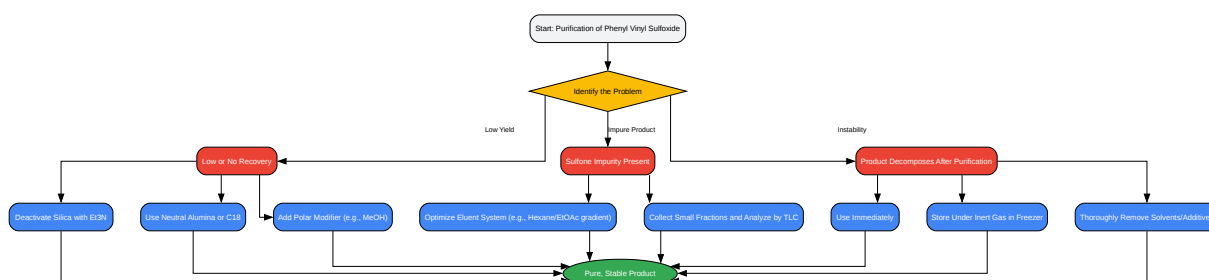 Start: Purification of Phenyl Vinyl Sulfoxide
Identify the Problem
Low Yield
Impure Product
Instability
Low or No Recovery
Sulfone Impurity Present
Product Decomposes After Purification
Deactivate Silica with Et3N
Use Neutral Alumina or C18
Add Polar Modifier (e.g., MeOH)
Optimize Eluent System (e.g., Hexane/EtOAc gradient)
Collect Small Fractions and Analyze by TLC
Use Immediately
Store Under Inert Gas in Freezer
Thoroughly Remove Solvents/Additive
Pure, Stable Product